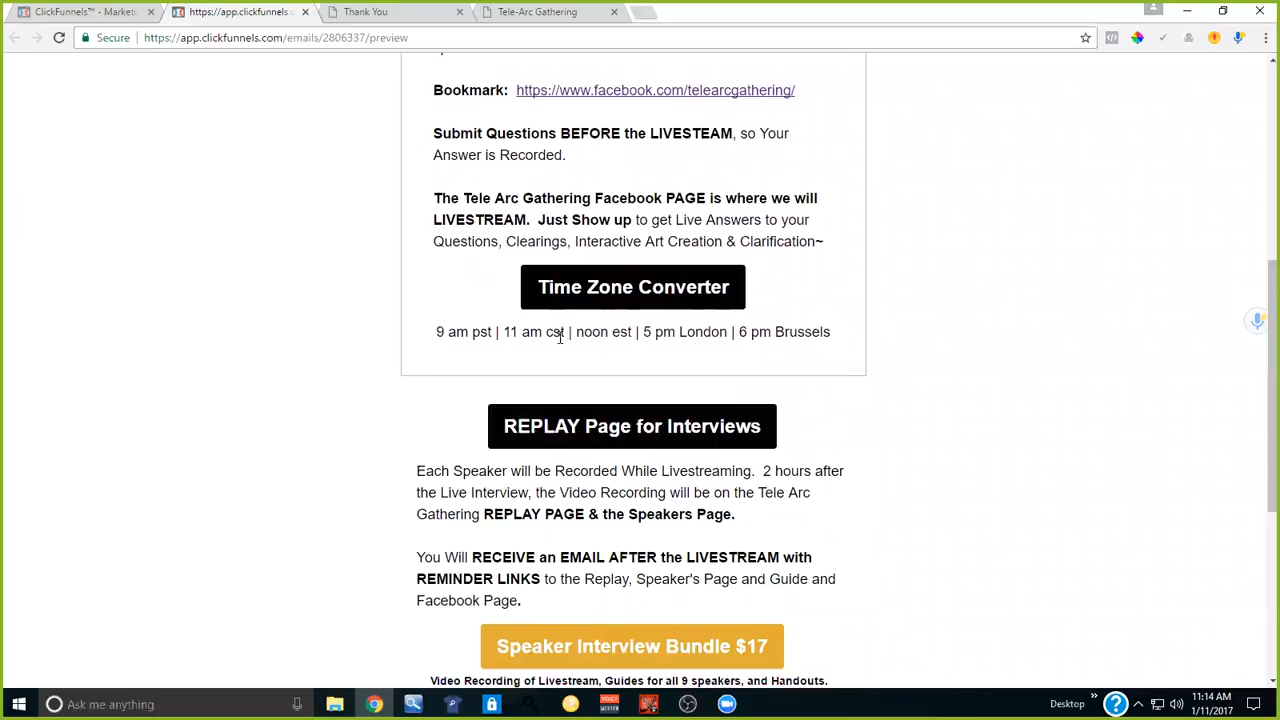 ClickFunnels™ - Markets
https://app.clickfunnels.c
Thank You
Tele-Arc Gathering
Secure
https://app.clickfunnels.com/emails/2806337/preview
Bookmark: https://www.facebook.com/telearcgathering/
Submit Questions BEFORE the LIVESTEAM, so Your
Answer is Recorded.
The Tele Arc Gathering Facebook PAGE is where we will
LIVESTREAM. Just Show up to get Live Answers to your
Questions, Clearings, Interactive Art Creation & Clarification~
Time Zone Converter
9 am pst | 11 am cst | noon est | 5 pm London | 6 pm Brussels
REPLAY Page for Interviews
Each Speaker will be Recorded While Livestreaming. 2 hours after
the Live Interview, the Video Recording will be on the Tele Arc
Gathering REPLAY PAGE & the Speakers Page.
You Will RECEIVE an EMAIL AFTER the LIVESTREAM with
REMINDER LINKS to the Replay, Speaker's Page and Guide and
Facebook Page.
Speaker Interview Bundle $17
Video Recording of Livestream, Guides for all 9 speakers, and Handouts.
Ask me anything
Desktop
11:14 AM
1/11/2017